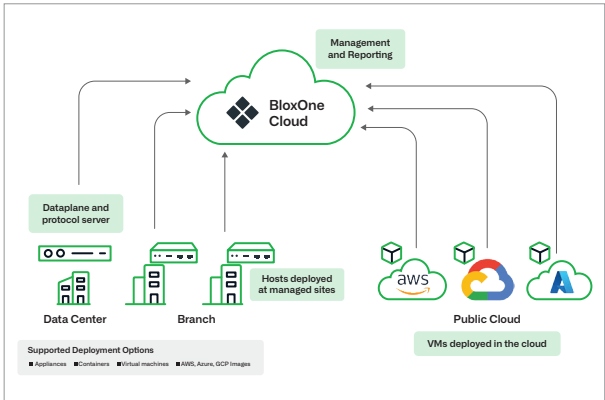 Management
and Reporting
BloxOne
Cloud
Dataplane and
protocol server
Hosts deployed
at managed sites
aws
Data Center
Branch
Public Cloud
VMs deployed in the cloud
Supported Deployment Options
Appliances Containers Virtual machines AWS, Azure, GCP Images